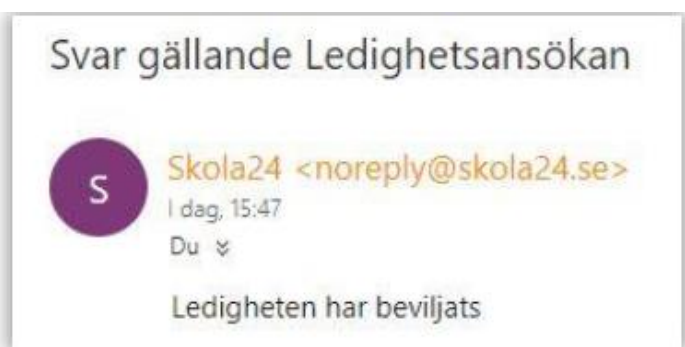 Svar gällande Ledighetsansökan
S
Skola24 <noreply@skola24.se>
I dag, 15:47
Du
Ledigheten har beviljats